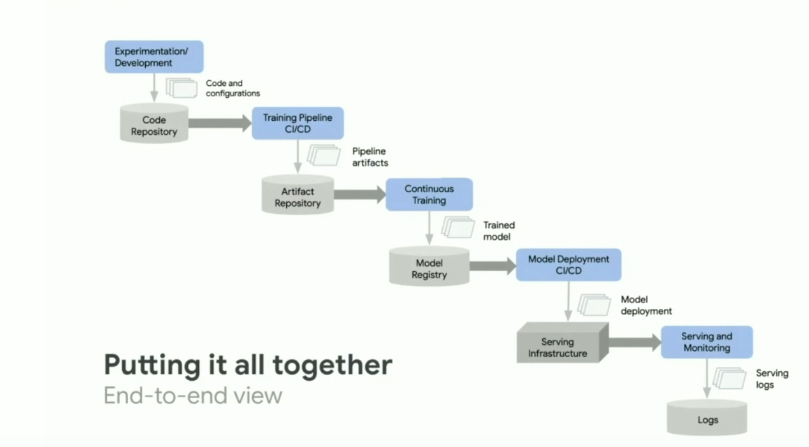 Experimentation/
Development
Code and
configurations
Code
Repository
Training Pipeline
CI/CD
Pipeline
artifacts
Artifact
Repository
Continuous
Training
Trained
model
Model
Registry
Model Deployment
CI/CD
Model
deployment
Serving
Infrastructure
Serving and
Monitoring
Serving
logs
Logs
Putting it all together
End-to-end view